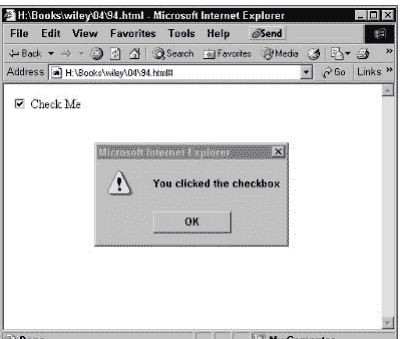 H:\Books\wiley\04\94.html - Microsoft Internet Explorer
File Edit View Favorites Tools Help Send
Back Search Favorites Media »
Address H:\Books\wiley\04\94.html# Go Links »
Check Me
Microsoft Internet Explorer
You clicked the checkbox
OK
Done My Computer